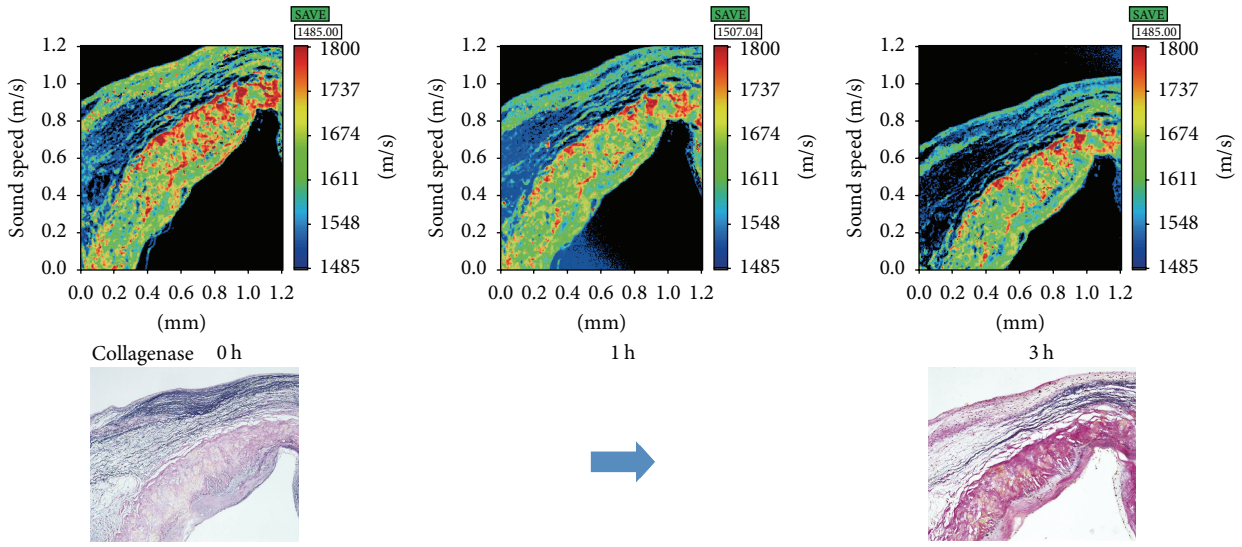 SAVE
1485.00
1.2
1.0
0.8
0.6
0.4
0.2
0.0
Sound speed (m/s)
0.0 0.2 0.4 0.6 0.8 1.0 1.2
(mm)
1800
1737
1674
1611
1548
1485
(m/s)
SAVE
1507.04
1.2
1.0
0.8
0.6
0.4
0.2
0.0
Sound speed (m/s)
0.0 0.2 0.4 0.6 0.8 1.0 1.2
(mm)
1800
1737
1674
1611
1548
1485
(m/s)
SAVE
1485.00
1.2
1.0
0.8
0.6
0.4
0.2
0.0
Sound speed (m/s)
0.0 0.2 0.4 0.6 0.8 1.0 1.2
(mm)
1800
1737
1674
1611
1548
1485
(m/s)
Collagenase 0 h
1 h
3 h